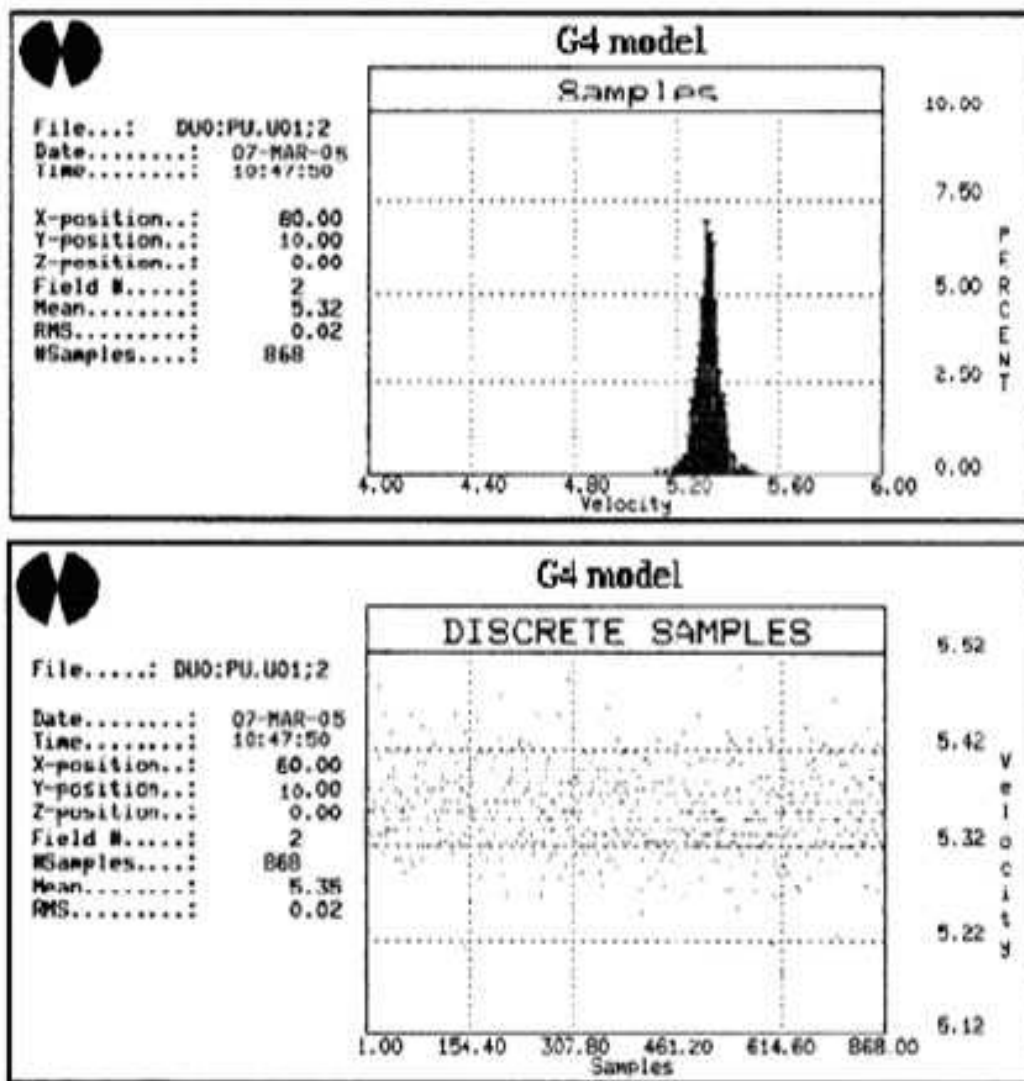 G4 model
Samples
File...: DU0:PU.U01;2
Date........: 07-MAR-05
Time........: 10:47:50
X-position..: 60.00
Y-position..: 10.00
Z-position..: 0.00
Field #.....: 2
Mean........: 5.32
RMS.........: 0.02
#Samples....: 868
10.00
7.50
5.00
2.50
0.00
PERCENT
4.00 4.40 4.80 5.20 5.60 6.00
Velocity
G4 model
DISCRETE SAMPLES
File.....: DU0:PU.U01;2
Date........: 07-MAR-05
Time........: 10:47:50
X-position..: 60.00
Y-position..: 10.00
Z-position..: 0.00
Field #.....: 2
#Samples....: 868
Mean........: 5.35
RMS.........: 0.02
5.52
5.42
5.32
5.22
5.12
Velocity
1.00 154.40 307.80 461.20 614.60 868.00
Samples